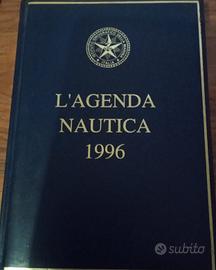 L'AGENDA
NAUTICA
1996
subito